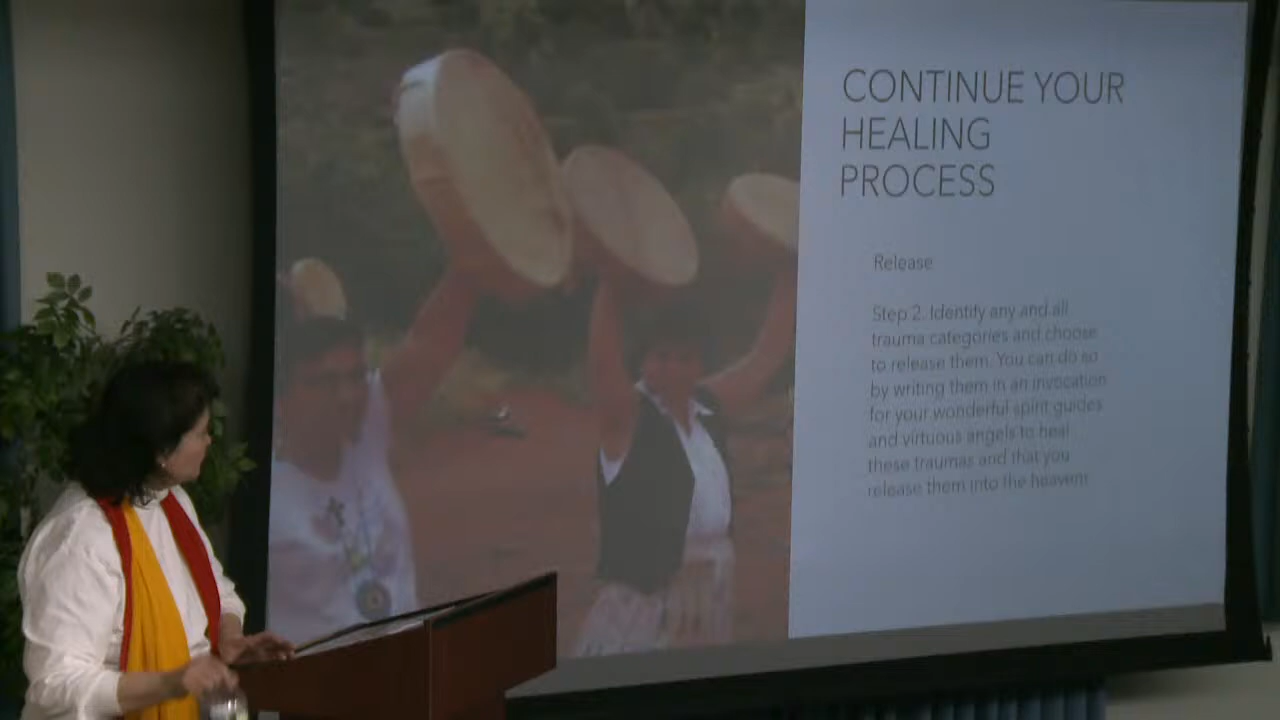 CONTINUE YOUR
HEALING
PROCESS
Release
Step 2. Identify any and all
trauma categories and choose
to release them. You can do so
by writing them in an invocation
for your wonderful spirit guides
and virtuous angels to heal
these traumas and that you
release them into the heavens